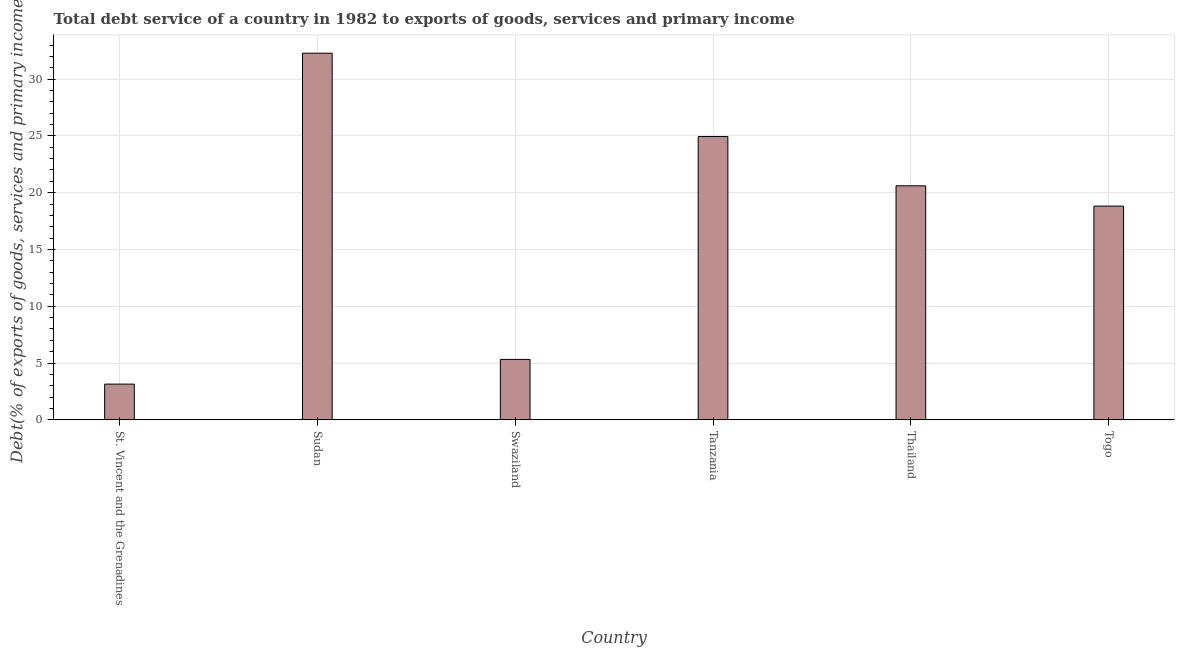 Total debt service of a country in 1982 to exports of goods, services and primary income
Debt(% of exports of goods, services and primary income
30
25
20
15
10
5
0
St. Vincent and the Grenadines
Sudan
Swaziland
Tanzania
Thailand
Togo
Country